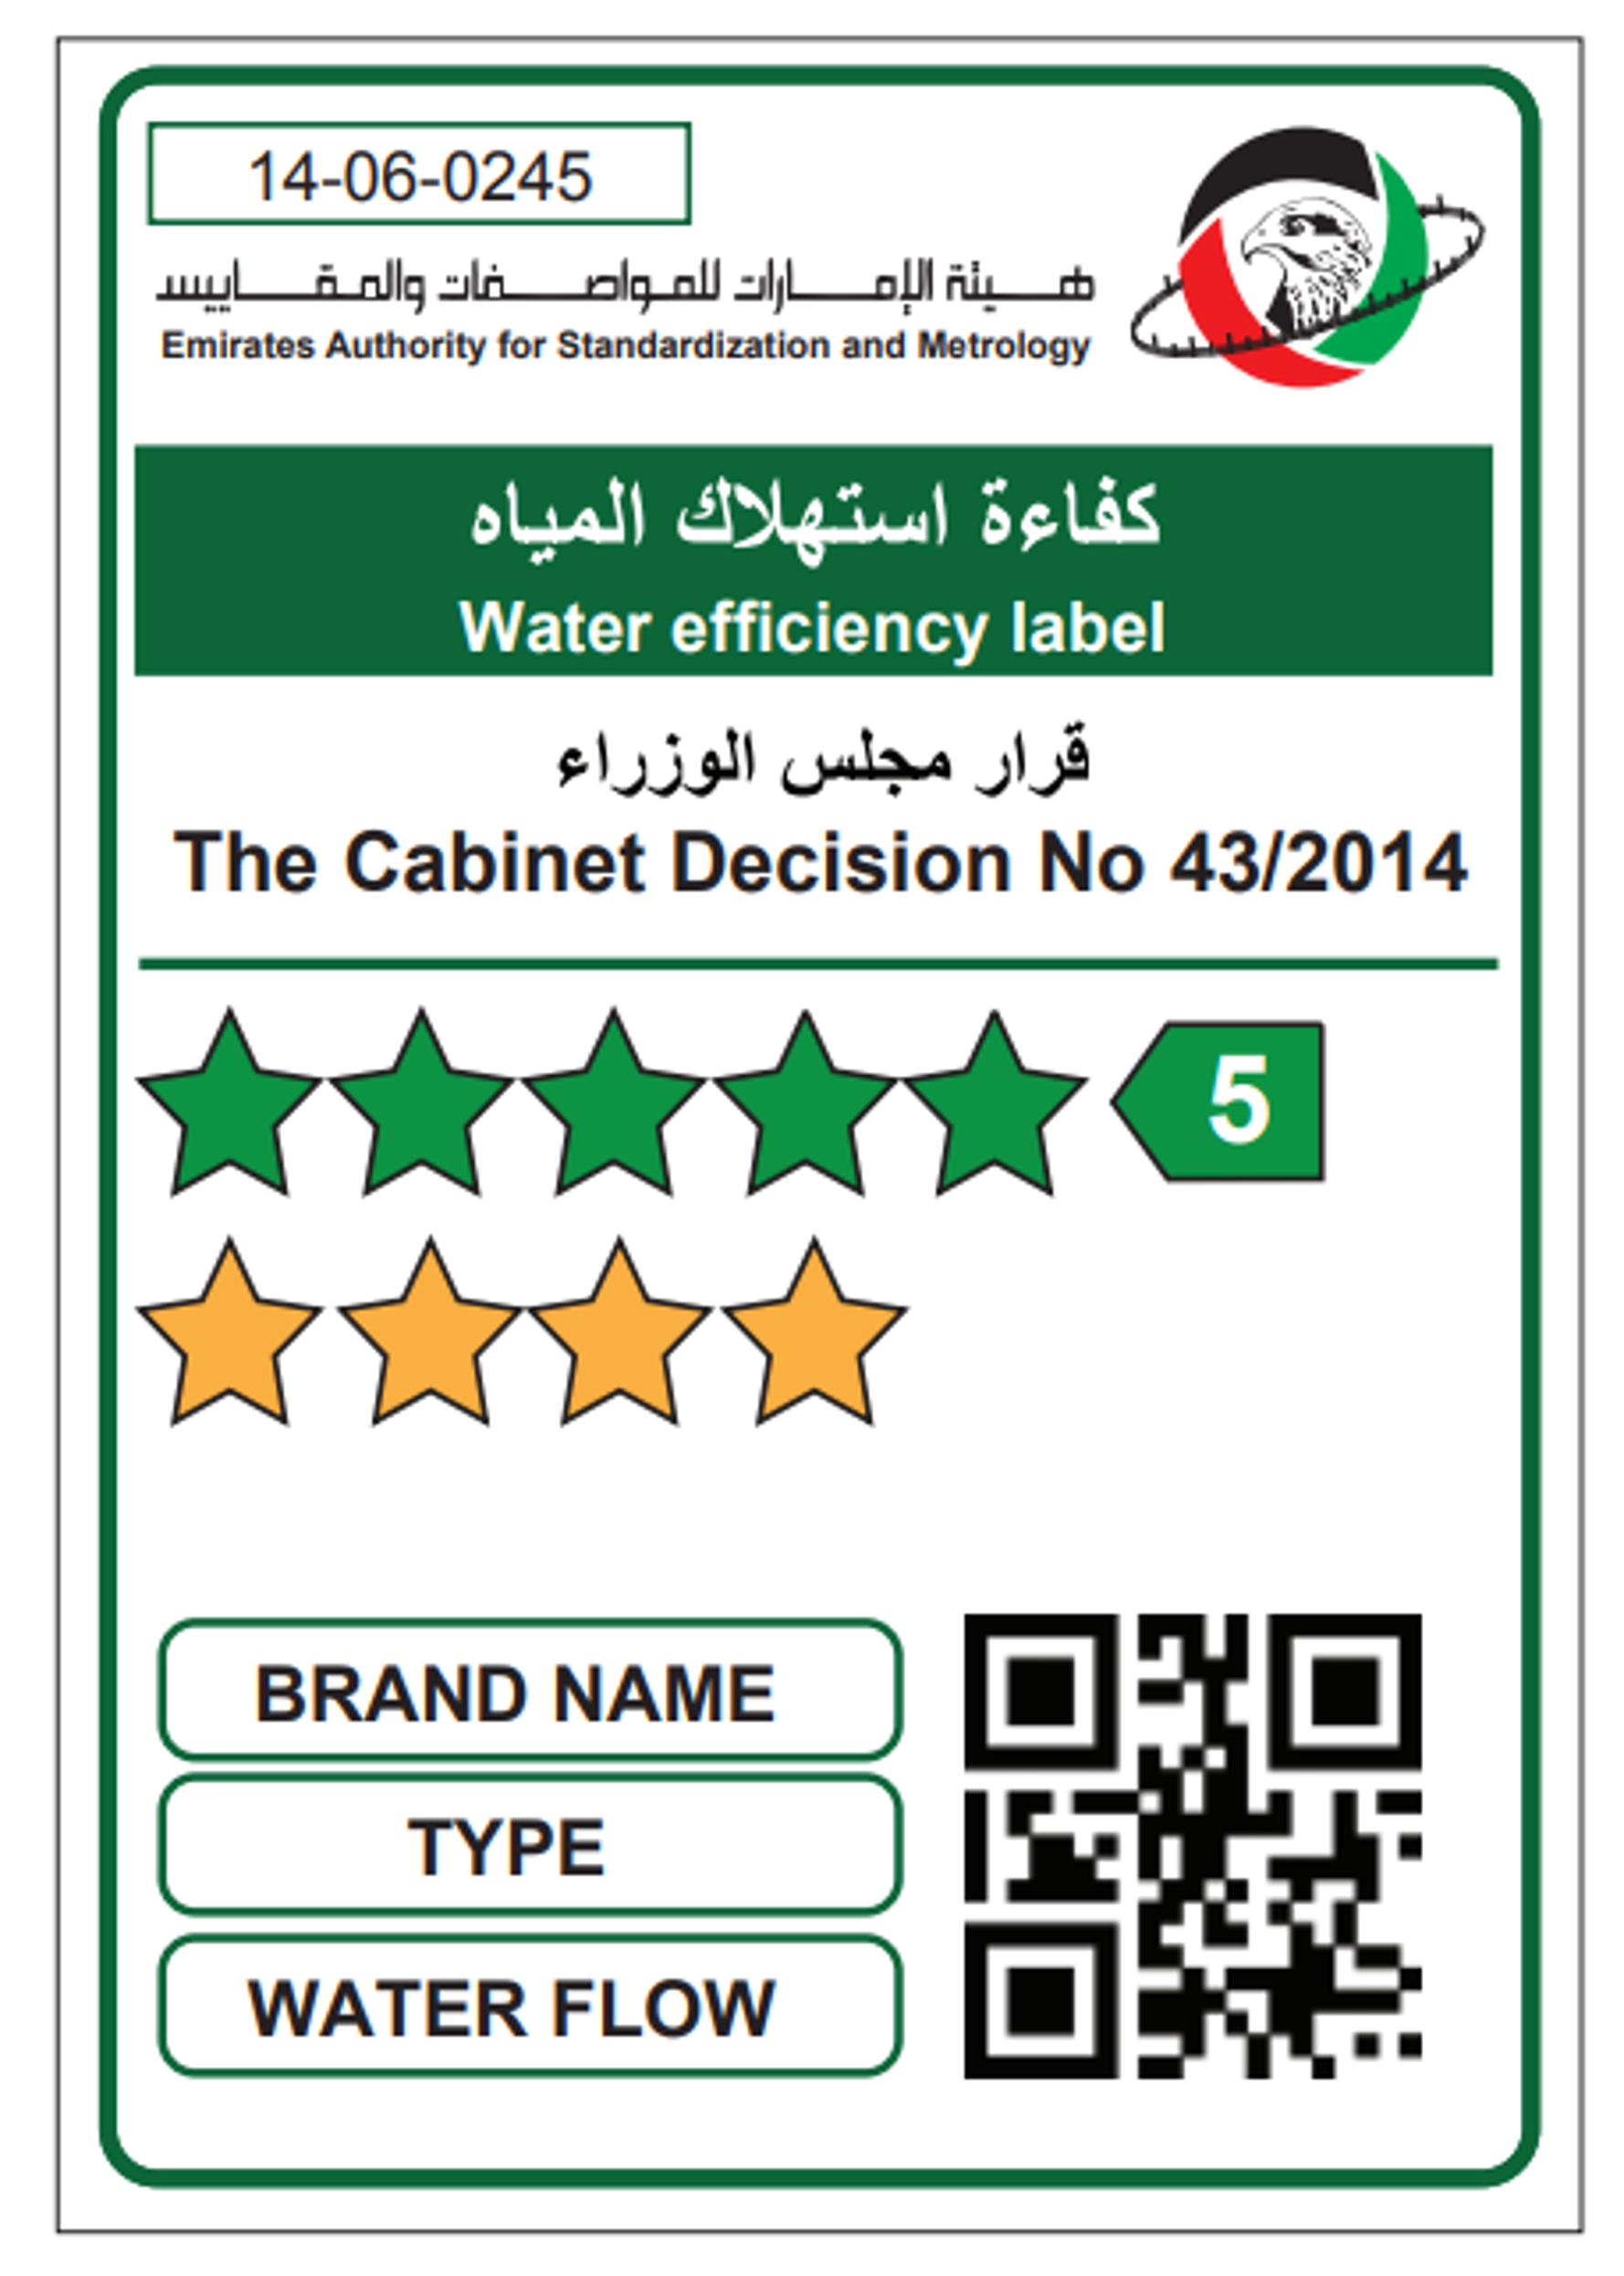 14-06-0245
هيئة الإمارات للمواصفات والمقاييس
Emirates Authority for Standardization and Metrology
كفاءة استهلاك المياه
Water efficiency label
قرار مجلس الوزراء
The Cabinet Decision No 43/2014
5
BRAND NAME
TYPE
WATER FLOW